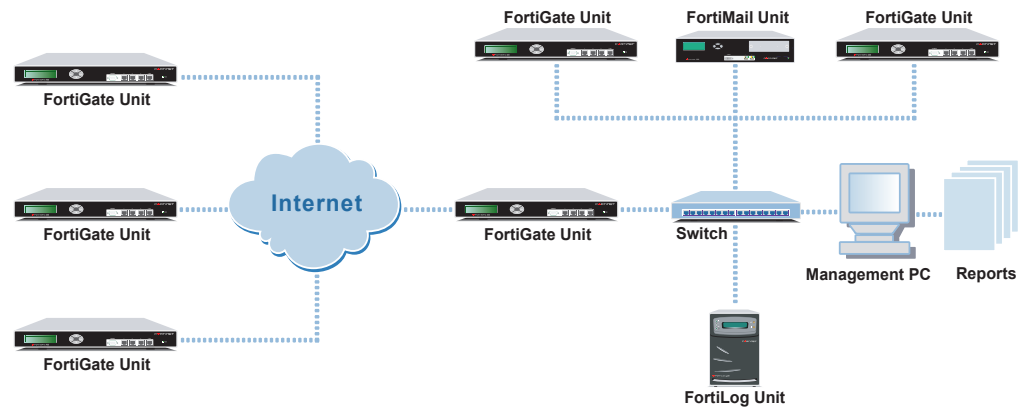 FortiGate Unit
FortiMail Unit
FortiGate Unit
FortiGate Unit
FortiGate Unit
Internet
FortiGate Unit
Switch
Management PC
Reports
FortiGate Unit
FortiLog Unit